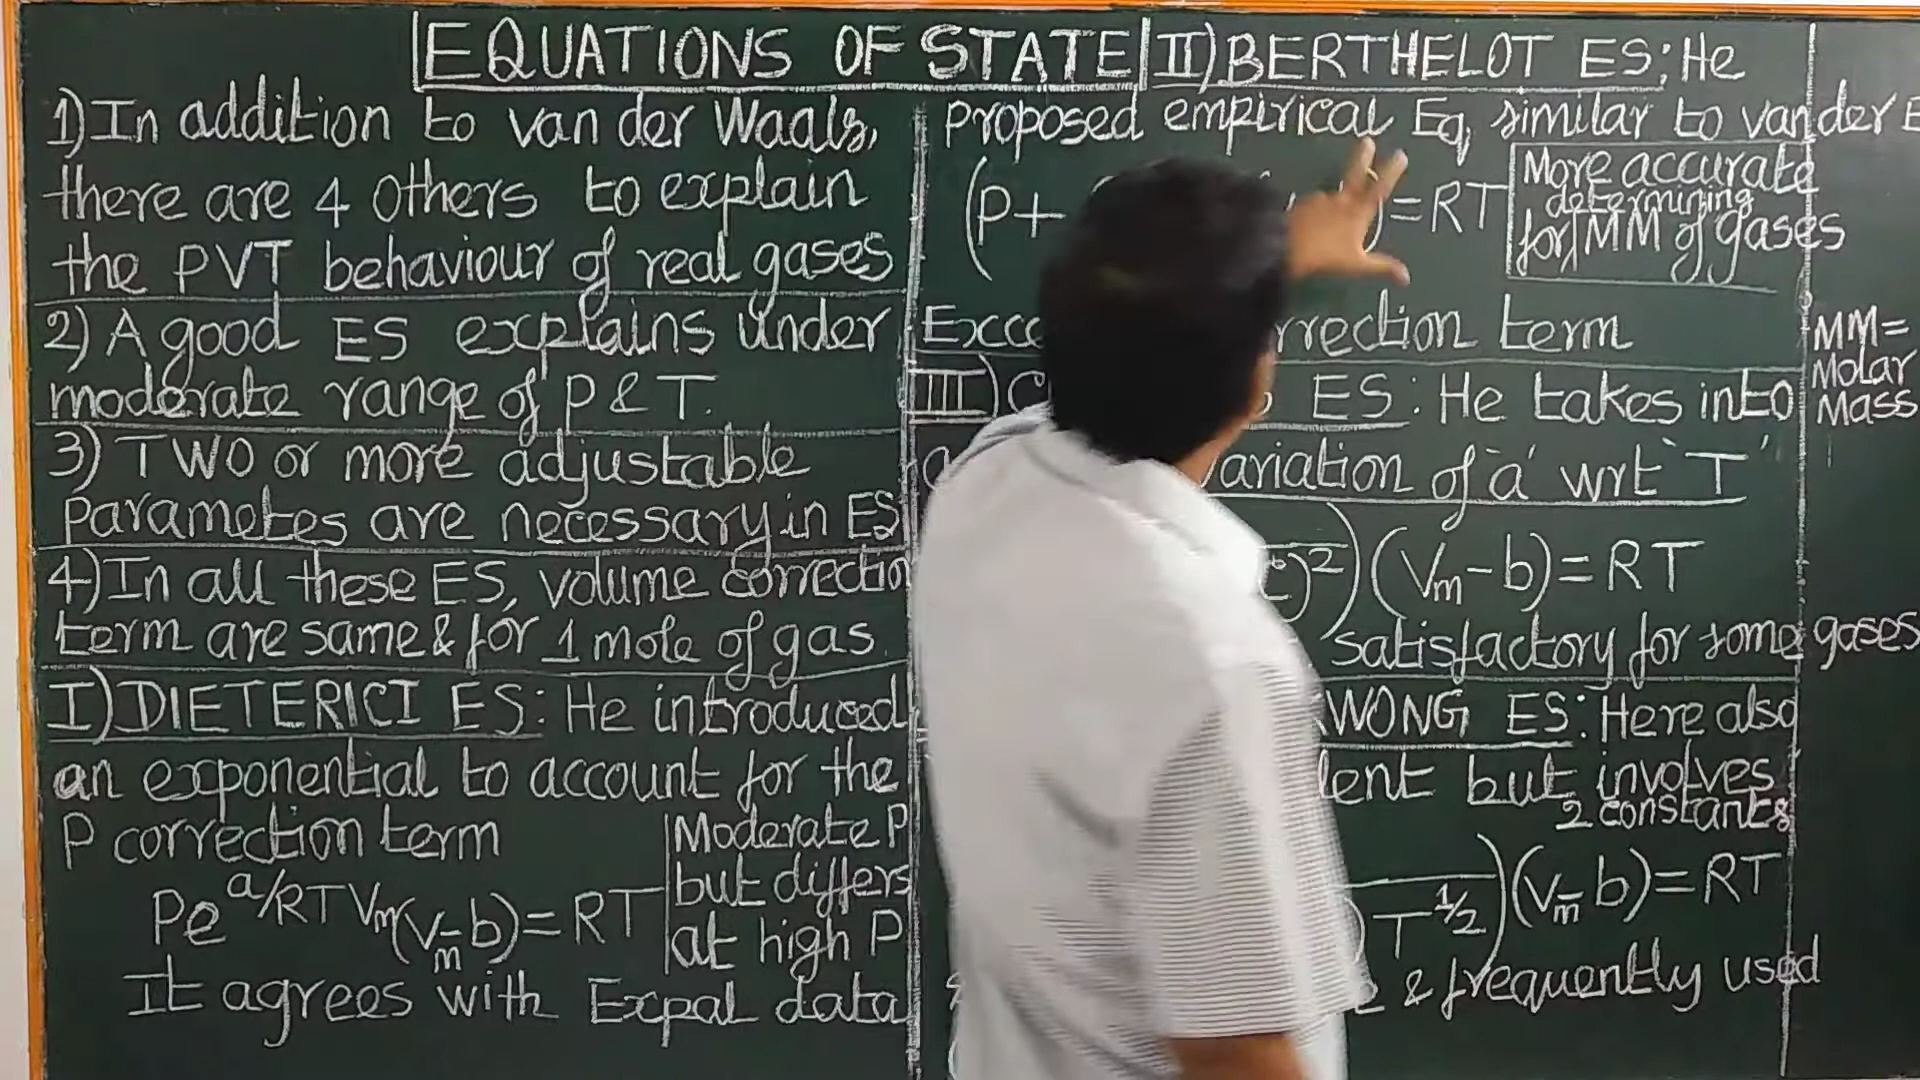 EQUATIONS OF STATE
1) In addition to van der Waals,
there are 4 others to explain
the PVT behaviour of real gases
2) A good ES explains under
moderate range of P & T.
3) TWO or more adjustable
parametes are necessary in ES
4) In all these ES, volume correctio
term are same & for 1 mole of gas.
I) DIETERICI ES: He introduced
an exponential to account for the
P correction term
Pe^a/RTVm (Vm-b)=RT
Moderate P
but differs
at high P
It agrees with Expal data
II) BERTHELOT ES: He
proposed empirical Eq, similar to van der E
(P+ )=RT
More accurate
determining
for MM of gases
rrection term
III) ES: He takes into
ariation of 'a' wrt 'T'
)²)(Vm-b)=RT
satisfactory for some gases
WONG ES: Here also
dent but involves
2 constants
) T^1/2)(Vm-b)=RT
& frequently used
MM=
Molar
Mass